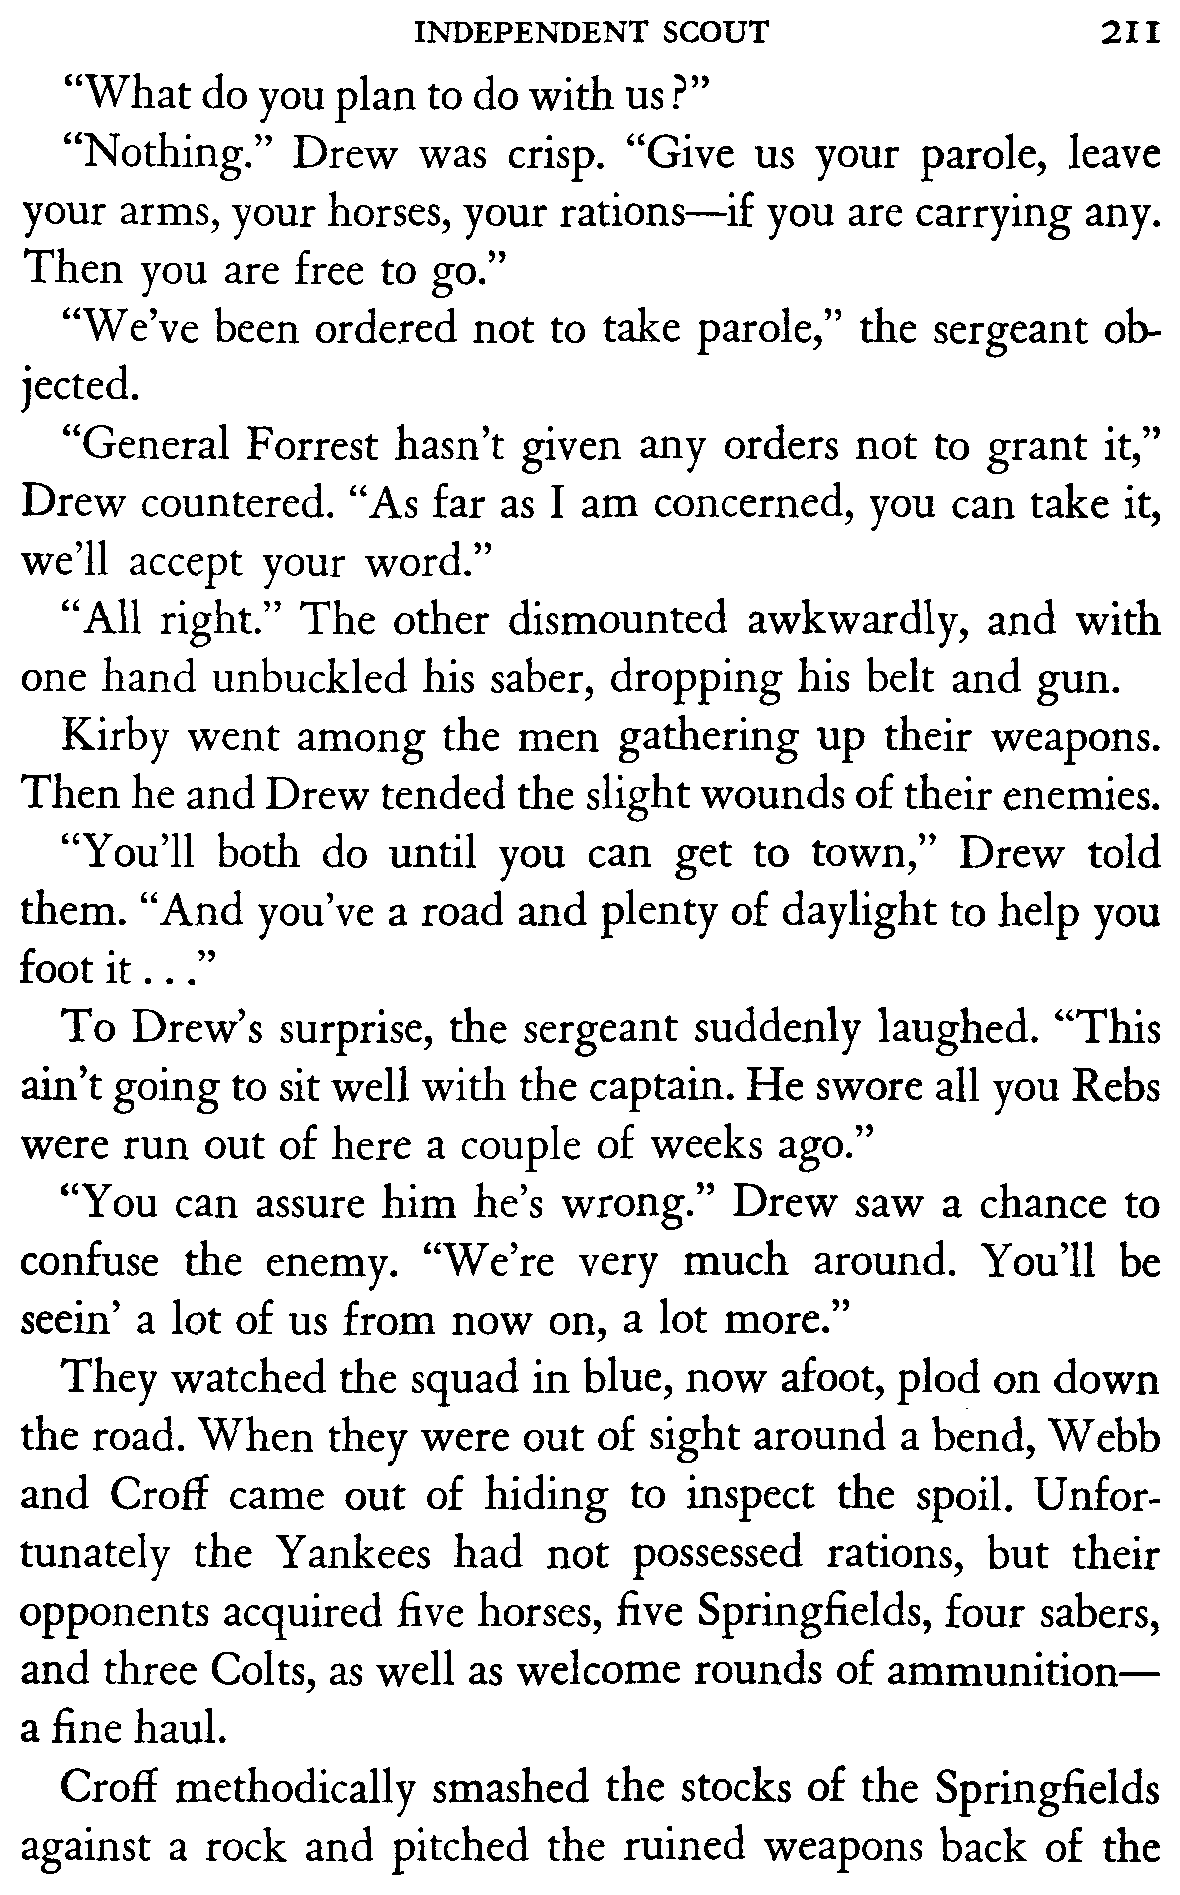 INDEPENDENT SCOUT 211
“What do you plan to do with us?”
“Nothing.” Drew was crisp. “Give us your parole, leave
your arms, your horses, your rations—if you are carrying any.
Then you are free to go.”
“We’ve been ordered not to take parole,” the sergeant ob-
jected.
“General Forrest hasn’t given any orders not to grant it,”
Drew countered. “As far as I am concerned, you can take it,
we’ll accept your word.”
“All right.” The other dismounted awkwardly, and with
one hand unbuckled his saber, dropping his belt and gun.
Kirby went among the men gathering up their weapons.
Then he and Drew tended the slight wounds of their enemies.
“You’ll both do until you can get to town,” Drew told
them. “And you’ve a road and plenty of daylight to help you
foot it . . .”
To Drew’s surprise, the sergeant suddenly laughed. “This
ain’t going to sit well with the captain. He swore all you Rebs
were run out of here a couple of weeks ago.”
“You can assure him he’s wrong.” Drew saw a chance to
confuse the enemy. “We’re very much around. You’ll be
seein’ a lot of us from now on, a lot more.”
They watched the squad in blue, now afoot, plod on down
the road. When they were out of sight around a bend, Webb
and Croff came out of hiding to inspect the spoil. Unfor-
tunately the Yankees had not possessed rations, but their
opponents acquired five horses, five Springfields, four sabers,
and three Colts, as well as welcome rounds of ammunition—
a fine haul.
Croff methodically smashed the stocks of the Springfields
against a rock and pitched the ruined weapons back of the